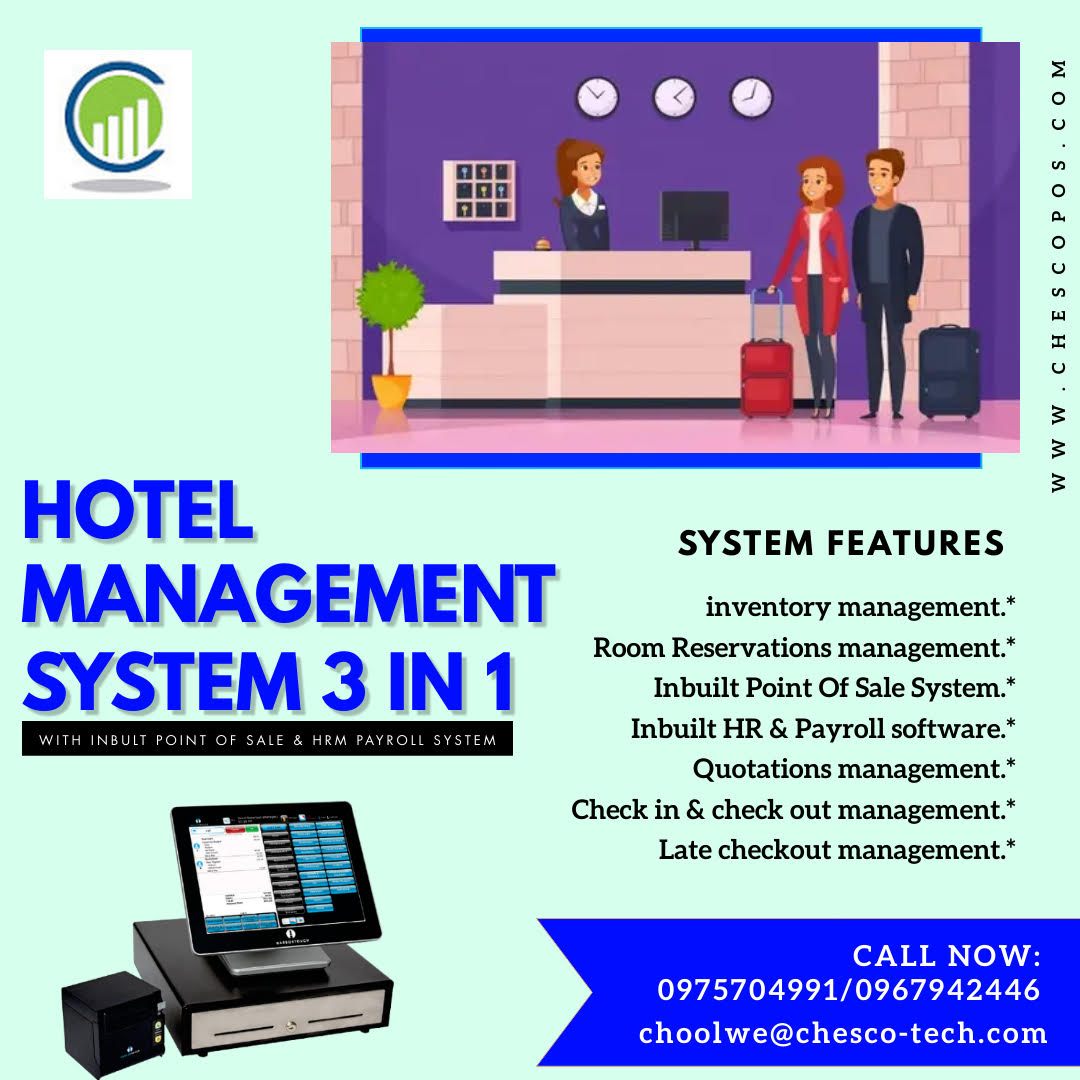 WWW.CHESCOPOS.COM
HOTEL
MANAGEMENT
SYSTEM 3 IN 1
WITH INBULT POINT OF SALE & HRM PAYROLL SYSTEM
SYSTEM FEATURES
inventory management.*
Room Reservations management.*
Inbuilt Point Of Sale System.*
Inbuilt HR & Payroll software.*
Quotations management.*
Check in & check out management.*
Late checkout management.*
HARBORTOUCH
CALL NOW:
0975704991/0967942446
choolwe@chesco-tech.com